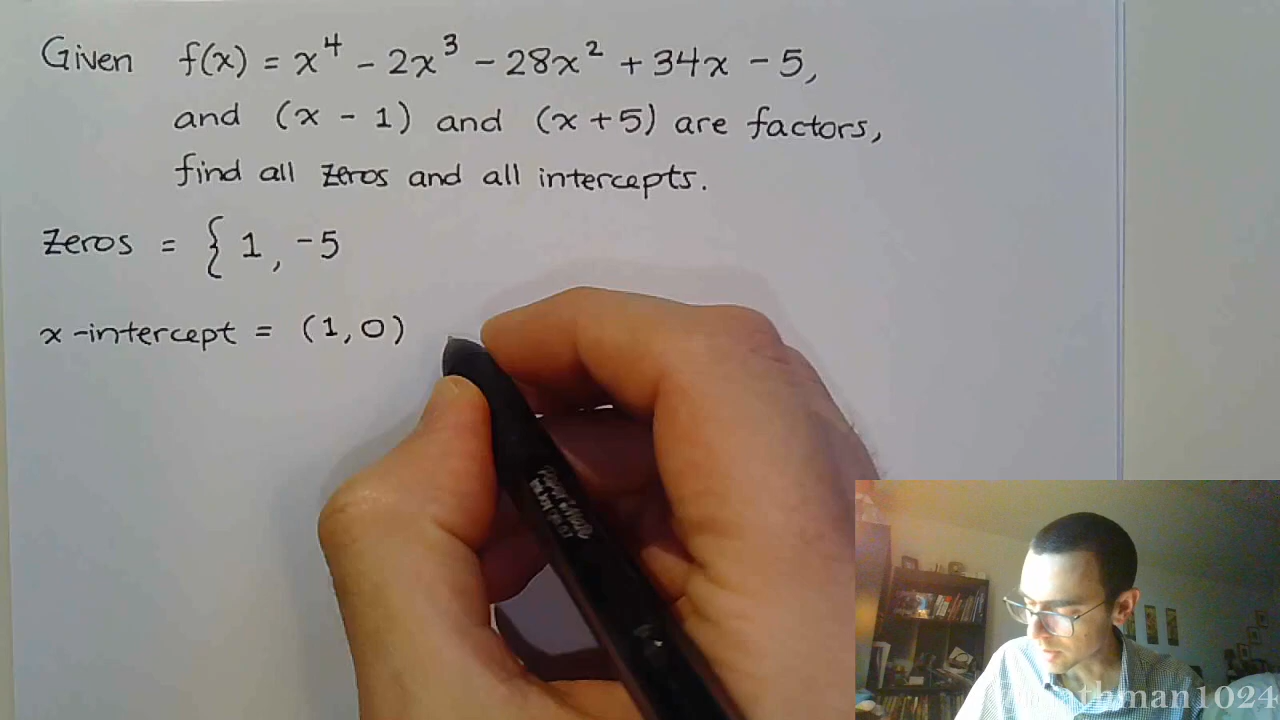 Given f(x) = x⁴ - 2x³ - 28x² + 34x - 5,
and (x - 1) and (x + 5) are factors,
find all zeros and all intercepts.
Zeros = { 1, -5
x-intercept = (1, 0)
mathman1024